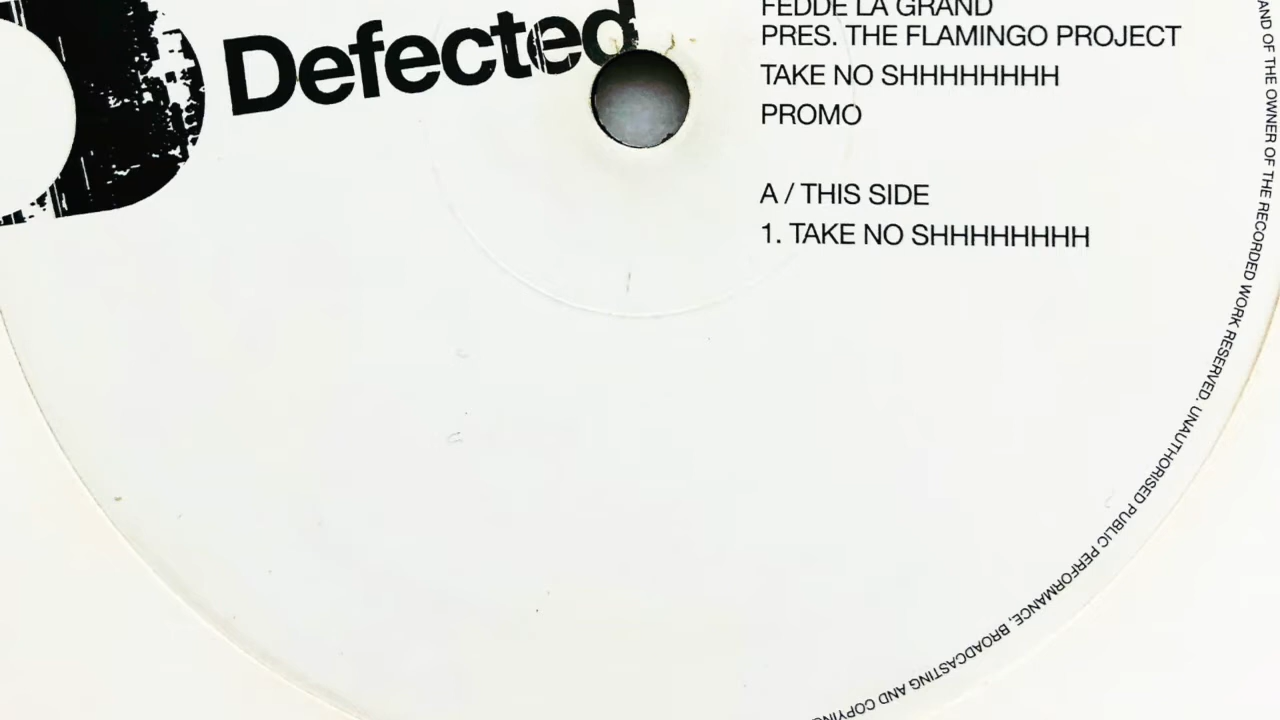 Defected
FEDDE LA GRAND
PRES. THE FLAMINGO PROJECT
TAKE NO SHHHHHHHH
PROMO
A / THIS SIDE
1. TAKE NO SHHHHHHHH
AND OF THE OWNER OF THE RECORDED WORK RESERVED. UNAUTHORISED PUBLIC PERFORMANCE, BROADCASTING AND COPYING